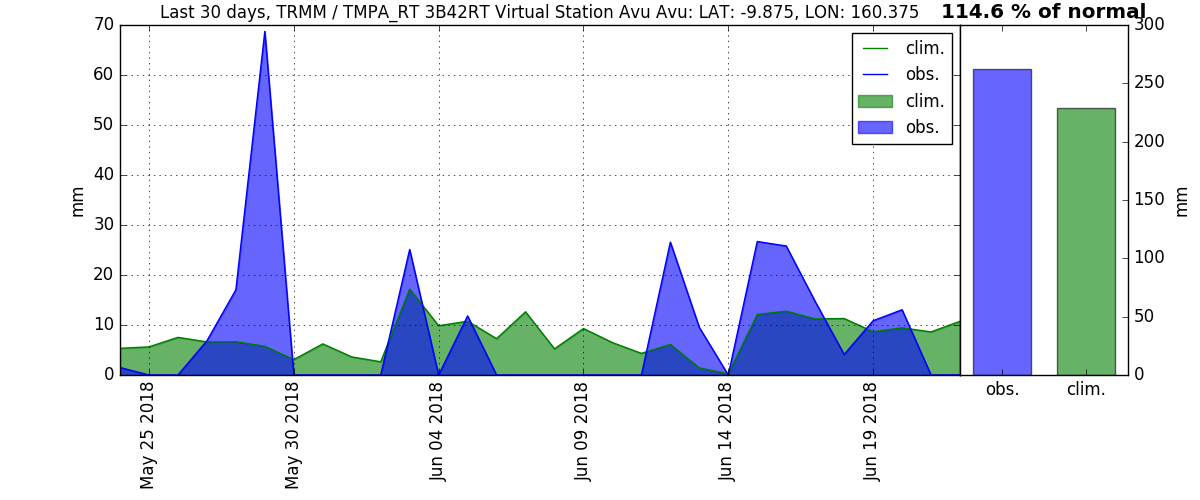 Last 30 days, TRMM / TMPA_RT 3B42RT Virtual Station Avu Avu: LAT: -9.875, LON: 160.375
114.6 % of normal
70
60
50
40
30
20
10
0
mm
clim.
obs.
clim.
obs.
May 25 2018
May 30 2018
Jun 04 2018
Jun 09 2018
Jun 14 2018
Jun 19 2018
300
250
200
150
100
50
0
mm
obs.
clim.